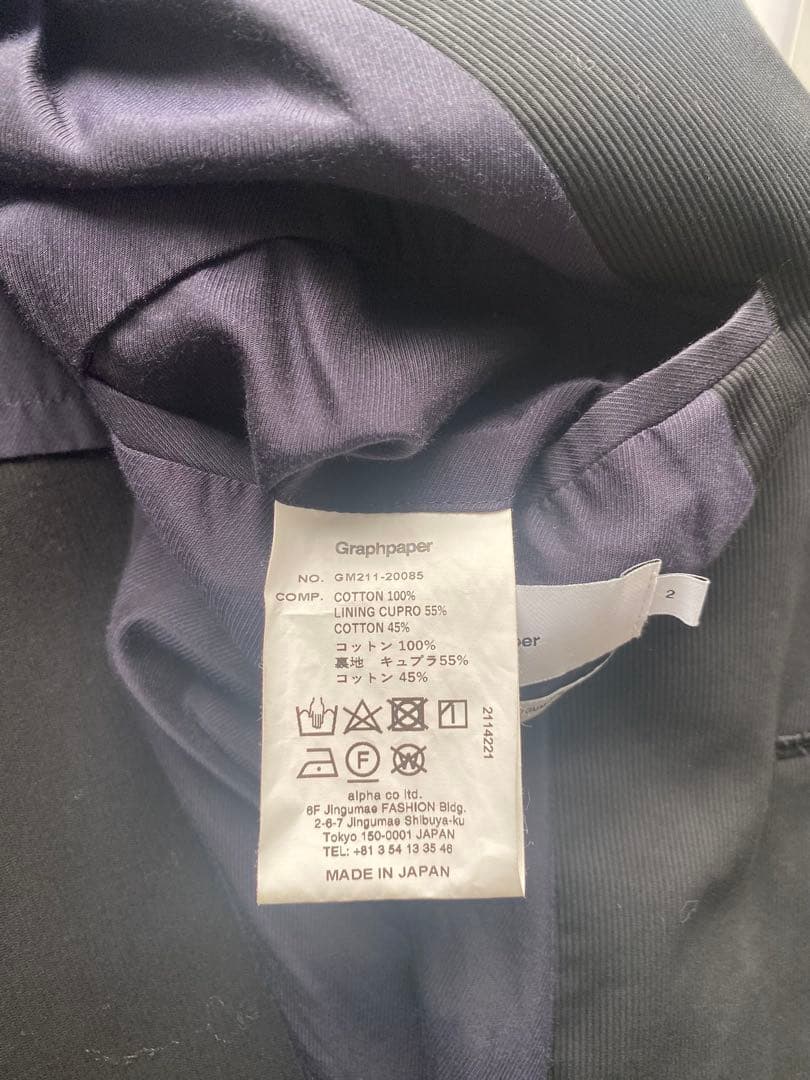 Graphpaper
NO. GM211-20085
COMP. COTTON 100%
LINING CUPRO 55%
COTTON 45%
コットン 100%
裏地 キュプラ55%
コットン 45%
F W
2114221
alpha co ltd.
6F Jingumae FASHION Bldg.
2-6-7 Jingumae Shibuya-ku
Tokyo 150-0001 JAPAN
TEL: +81 3 54 13 35 46
MADE IN JAPAN
per
2